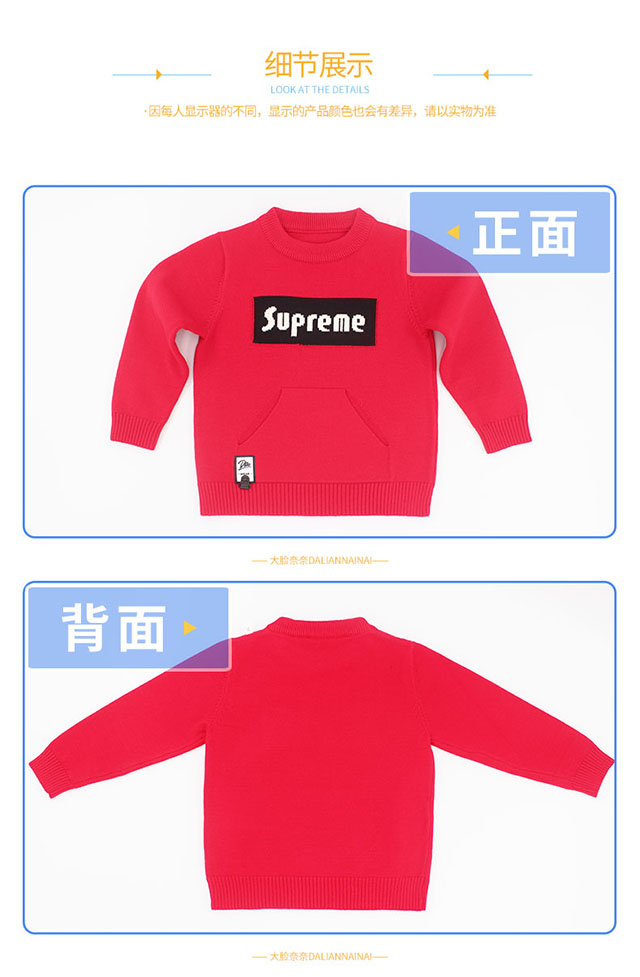 细节展示
LOOK AT THE DETAILS
·因每人显示器的不同，显示的产品颜色也会有差异，请以实物为准
正面
Supreme
—— 大脸奈奈DALIANNAINAI——
背面
—— 大脸奈奈DALIANNAINAI——